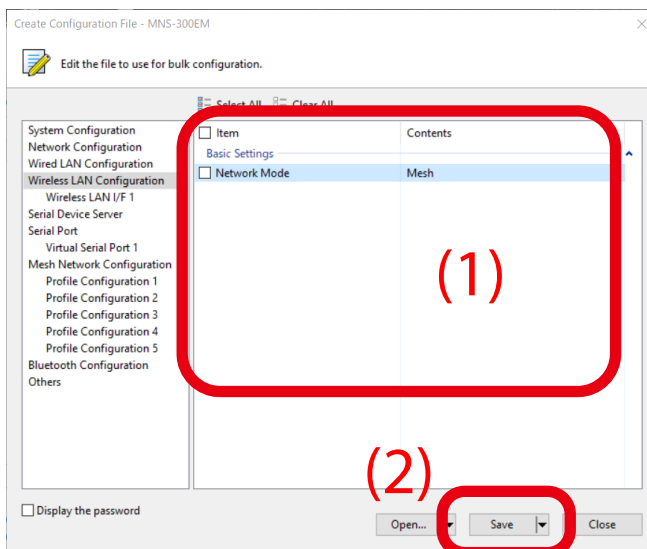 Create Configuration File - MNS-300EM
Edit the file to use for bulk configuration.
Select All Clear All
System Configuration
Network Configuration
Wired LAN Configuration
Wireless LAN Configuration
Wireless LAN I/F 1
Serial Device Server
Serial Port
Virtual Serial Port 1
Mesh Network Configuration
Profile Configuration 1
Profile Configuration 2
Profile Configuration 3
Profile Configuration 4
Profile Configuration 5
Bluetooth Configuration
Others
Item Contents
Basic Settings
Network Mode Mesh
(1)
(2)
Display the password
Open... Save Close